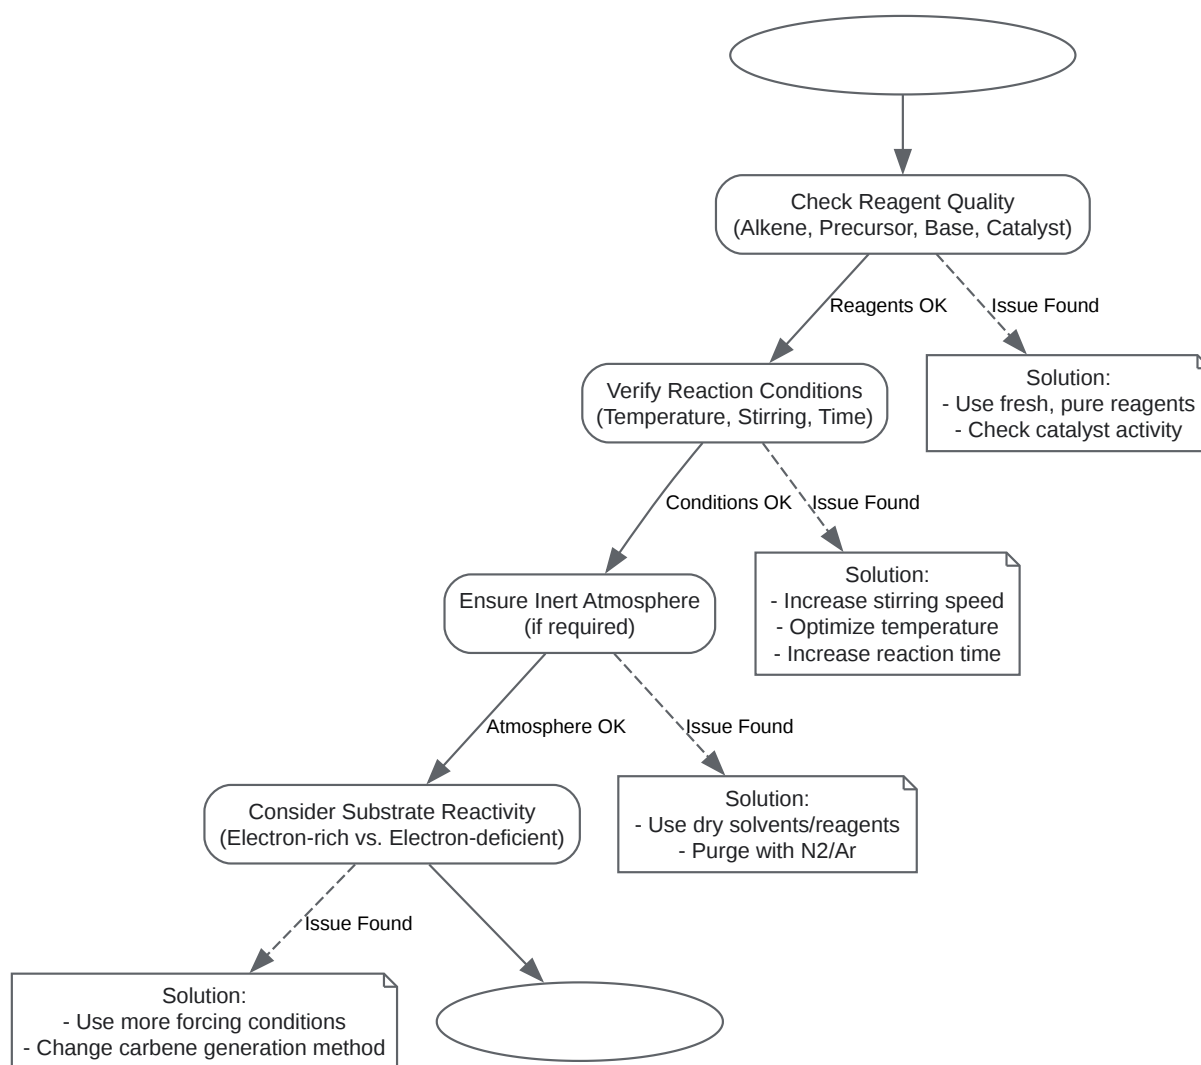 Check Reagent Quality
(Alkene, Precursor, Base, Catalyst)
Reagents OK
Issue Found
Verify Reaction Conditions
(Temperature, Stirring, Time)
Solution:
- Use fresh, pure reagents
- Check catalyst activity
Conditions OK
Issue Found
Ensure Inert Atmosphere
(if required)
Solution:
- Increase stirring speed
- Optimize temperature
- Increase reaction time
Atmosphere OK
Issue Found
Consider Substrate Reactivity
(Electron-rich vs. Electron-deficient)
Solution:
- Use dry solvents/reagents
- Purge with N2/Ar
Issue Found
Solution:
- Use more forcing conditions
- Change carbene generation method